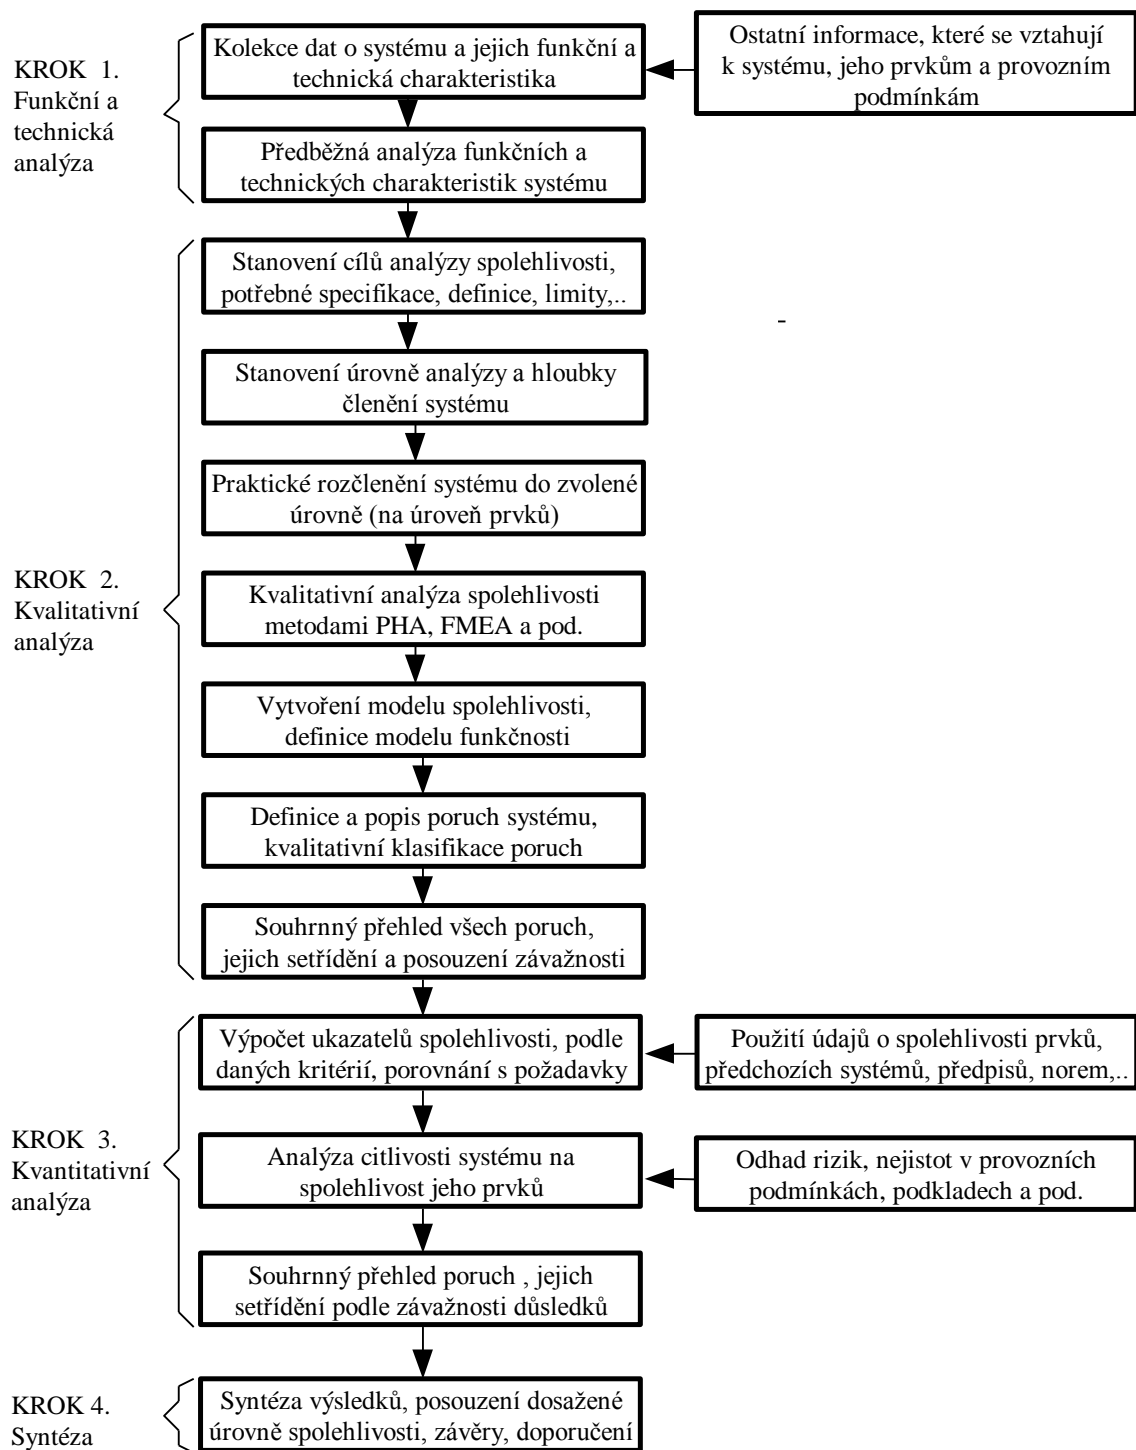 KROK 1.
Funkční a
technická
analýza
Kolekce dat o systému a jejich funkční a
technická charakteristika
Ostatní informace, které se vztahují
k systému, jeho prvkům a provozním
podmínkám
Předběžná analýza funkčních a
technických charakteristik systému
KROK 2.
Kvalitativní
analýza
Stanovení cílů analýzy spolehlivosti,
potřebné specifikace, definice, limity,..
-
Stanovení úrovně analýzy a hloubky
členění systému
Praktické rozčlenění systému do zvolené
úrovně (na úroveň prvků)
Kvalitativní analýza spolehlivosti
metodami PHA, FMEA a pod.
Vytvoření modelu spolehlivosti,
definice modelu funkčnosti
Definice a popis poruch systému,
kvalitativní klasifikace poruch
Souhrnný přehled všech poruch,
jejich setřídění a posouzení závažnosti
KROK 3.
Kvantitativní
analýza
Výpočet ukazatelů spolehlivosti, podle
daných kritérií, porovnání s požadavky
Použití údajů o spolehlivosti prvků,
předchozích systémů, předpisů, norem,..
Analýza citlivosti systému na
spolehlivost jeho prvků
Odhad rizik, nejistot v provozních
podmínkách, podkladech a pod.
Souhrnný přehled poruch , jejich
setřídění podle závažnosti důsledků
KROK 4.
Syntéza
Syntéza výsledků, posouzení dosažené
úrovně spolehlivosti, závěry, doporučení